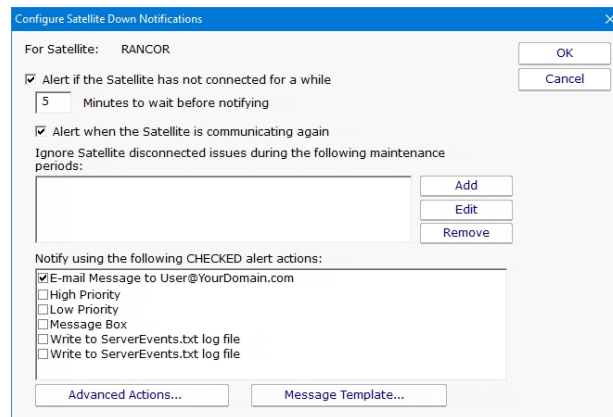 Configure Satellite Down Notifications
For Satellite: RANCOR
OK
Cancel
Alert if the Satellite has not connected for a while
5 Minutes to wait before notifying
Alert when the Satellite is communicating again
Ignore Satellite disconnected issues during the following maintenance
periods:
Add
Edit
Remove
Notify using the following CHECKED alert actions:
E-mail Message to User@YourDomain.com
High Priority
Low Priority
Message Box
Write to ServerEvents.txt log file
Write to ServerEvents.txt log file
Advanced Actions... Message Template...